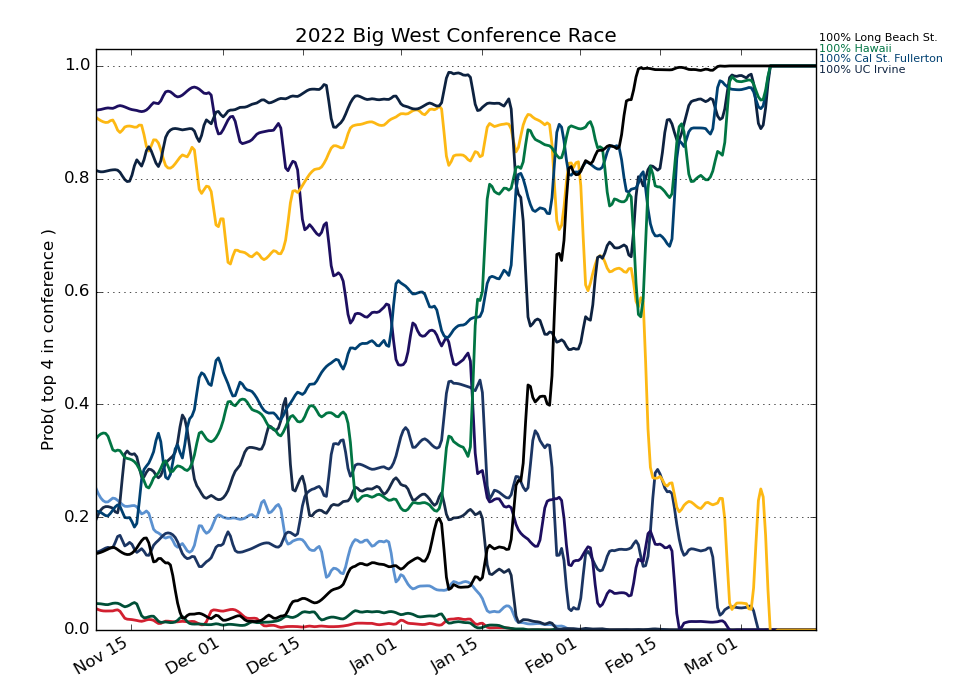 2022 Big West Conference Race
100% Long Beach St.
100% Hawaii
100% Cal St. Fullerton
100% UC Irvine
Prob( top 4 in conference )
1.0
0.8
0.6
0.4
0.2
0.0
Nov 15
Dec 01
Dec 15
Jan 01
Jan 15
Feb 01
Feb 15
Mar 01